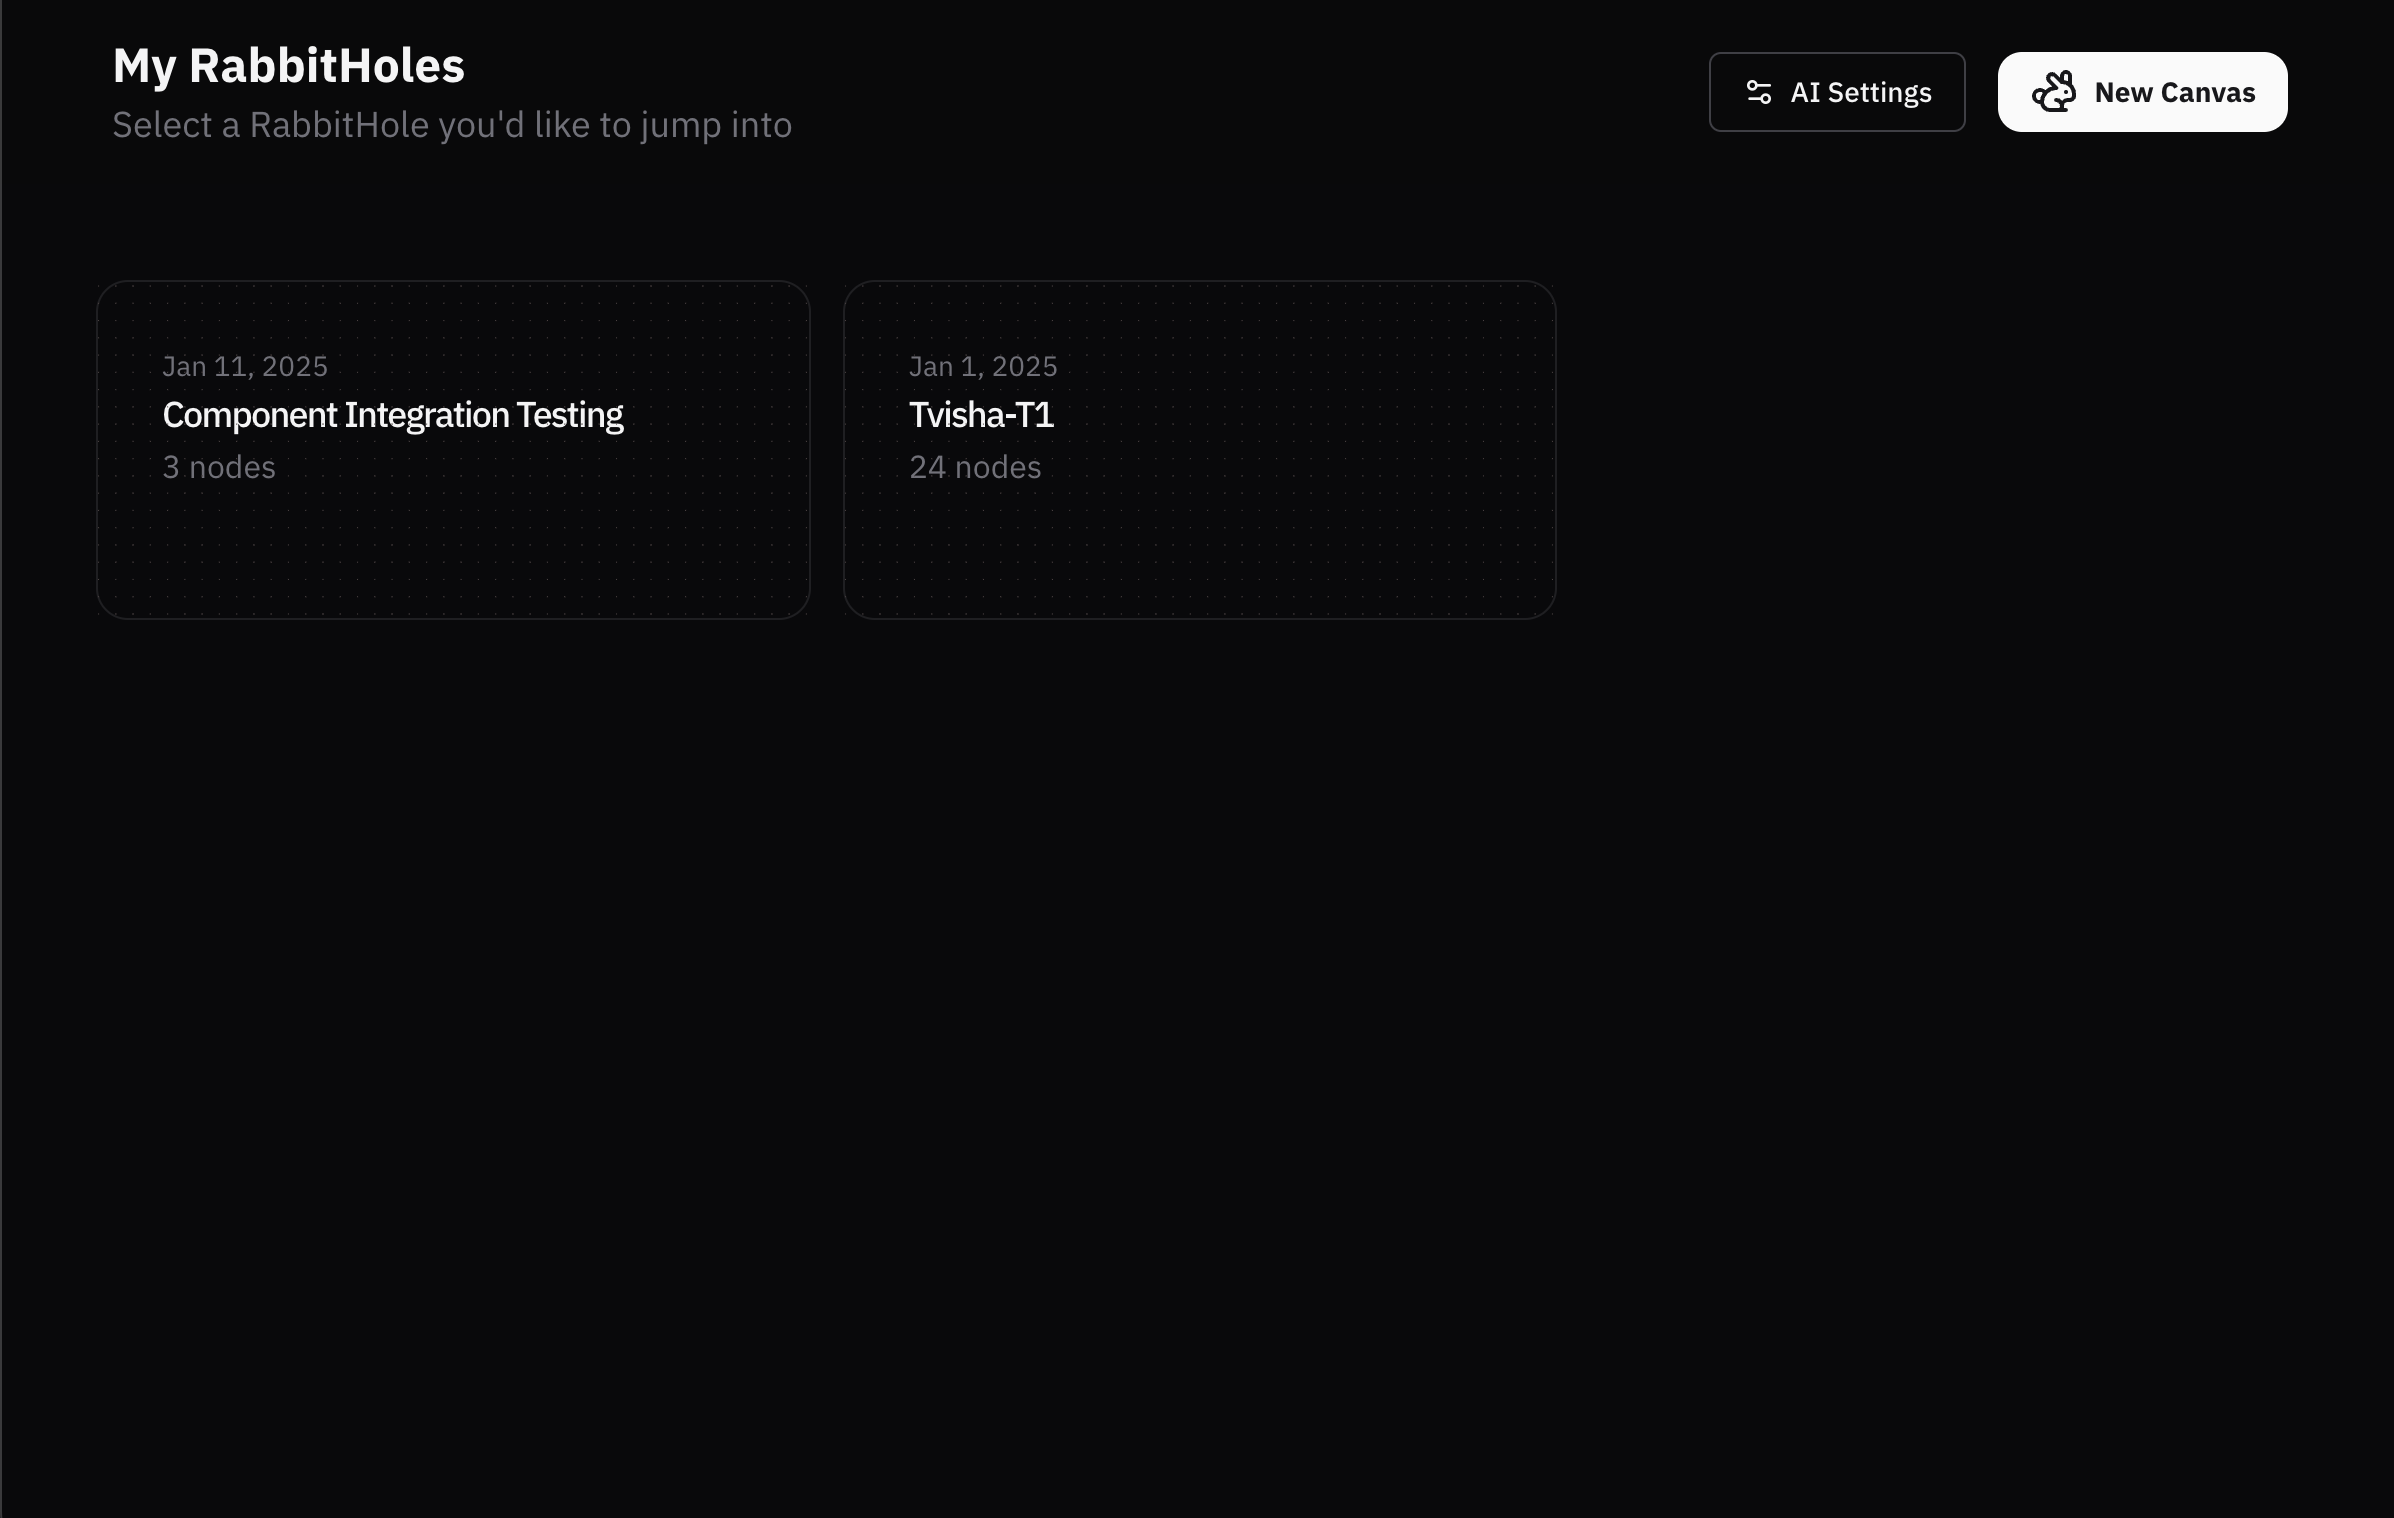 My RabbitHoles
Select a RabbitHole you'd like to jump into
AI Settings
New Canvas
Jan 11, 2025
Component Integration Testing
3 nodes
Jan 1, 2025
Tvisha-T1
24 nodes